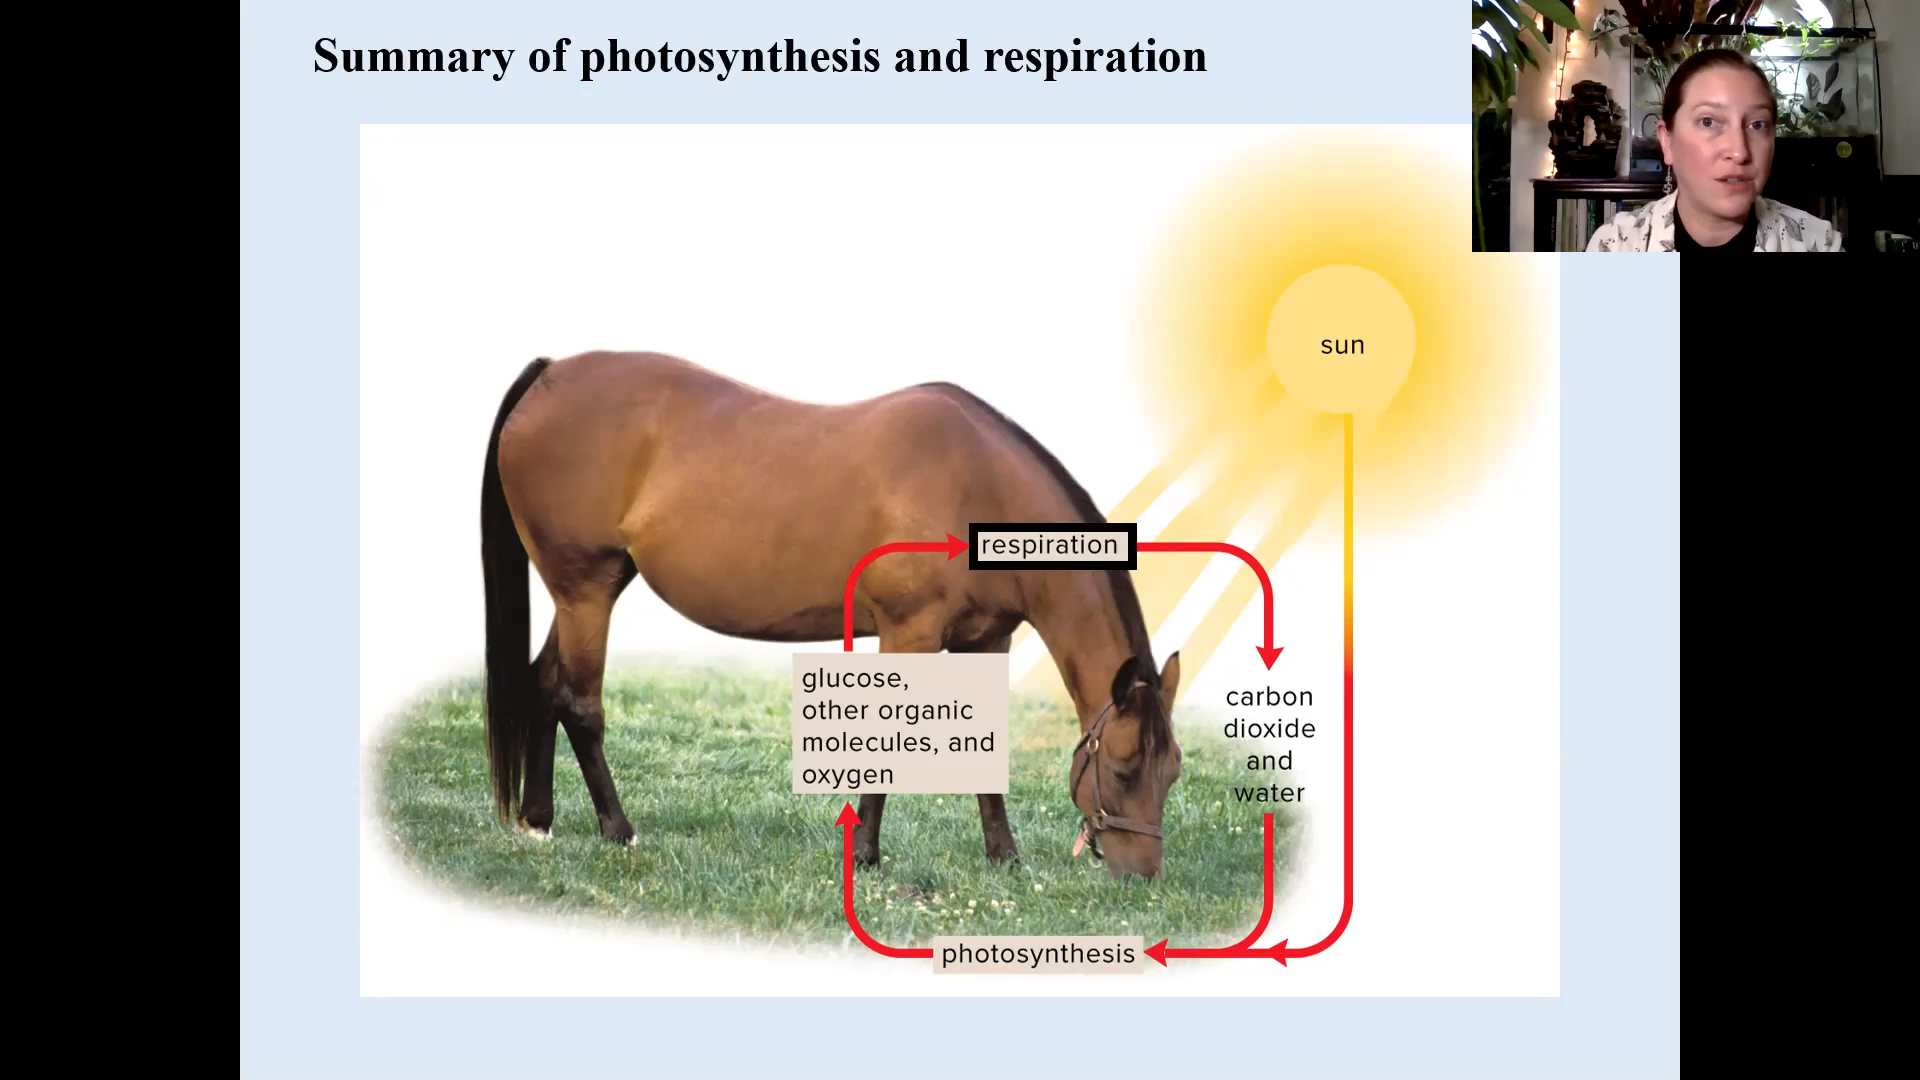 Summary of photosynthesis and respiration
sun
respiration
glucose,
other organic
molecules, and
oxygen
carbon
dioxide
and
water
photosynthesis